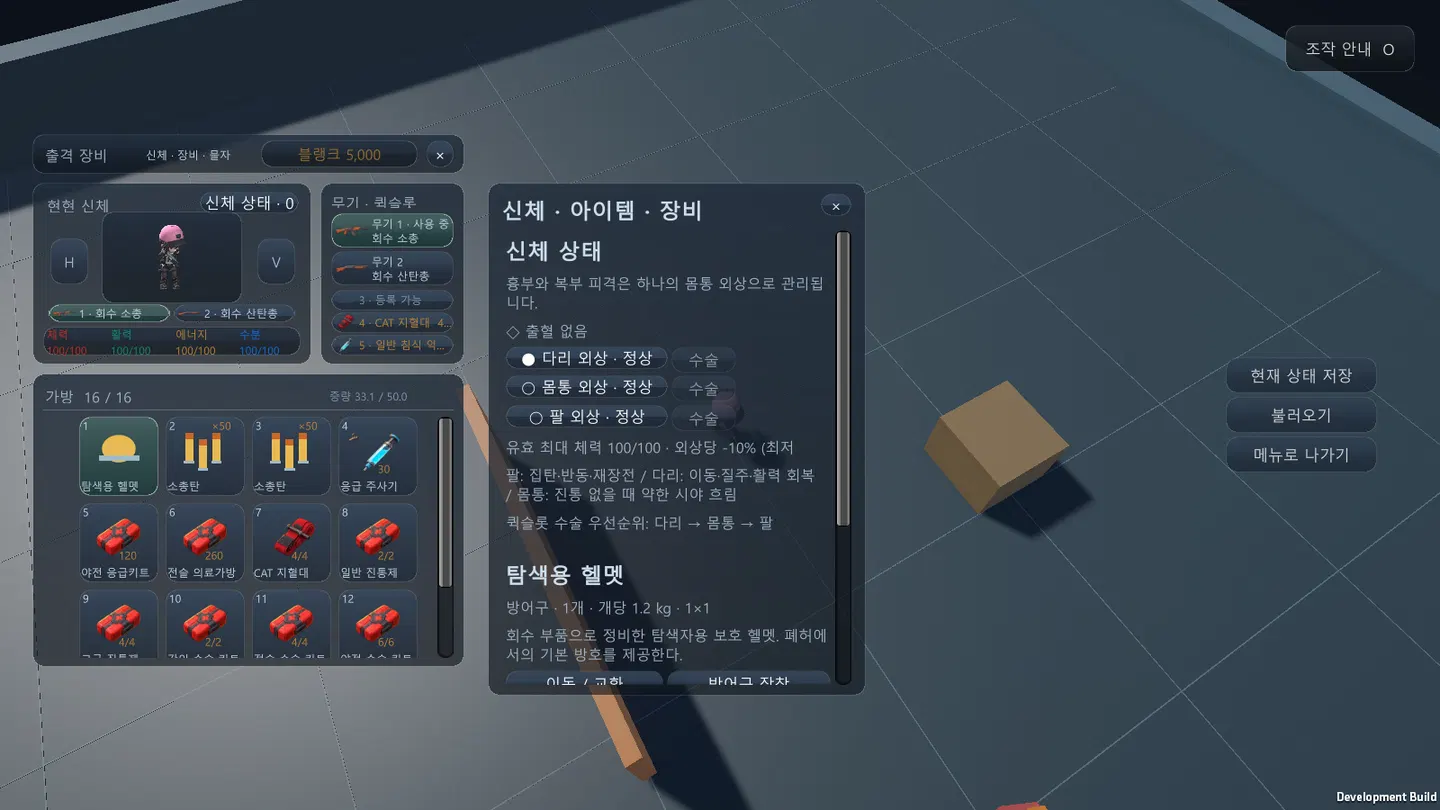 조작 안내 O
출격 장비
신체 · 장비 · 물자
블랭크 5,000
×
현현 신체
신체 상태 · 0
H
V
1 · 회수 소총
2 · 회수 산탄총
체력
활력
에너지
수분
100/100
100/100
100/100
100/100
무기 · 퀵슬롯
무기 1 · 사용 중
회수 소총
무기 2
회수 산탄총
3 · 등록 가능
4 · CAT 지혈대 4...
5 · 일반 침식 억...
가방 16 / 16
중량 33.1 / 50.0
1
탐색용 헬멧
2
×50
소총탄
3
×50
소총탄
4
30
응급 주사기
5
120
야전 응급키트
6
260
전술 의료가방
7
4/4
CAT 지혈대
8
2/2
일반 진통제
9
4/4
10
2/2
11
4/4
12
6/6
신체 · 아이템 · 장비
×
신체 상태
흉부와 복부 피격은 하나의 몸통 외상으로 관리됩
니다.
◇ 출혈 없음
다리 외상 · 정상
수술
몸통 외상 · 정상
수술
팔 외상 · 정상
수술
유효 최대 체력 100/100 · 외상당 -10% (최저
팔: 집탄·반동·재장전 / 다리: 이동·질주·활력 회복
/ 몸통: 진통 없을 때 약한 시야 흐림
퀵슬롯 수술 우선순위: 다리 → 몸통 → 팔
탐색용 헬멧
방어구 · 1개 · 개당 1.2 kg · 1×1
회수 부품으로 정비한 탐색자용 보호 헬멧. 폐허에
서의 기본 방호를 제공한다.
이동 / 교환
방어구 장착
현재 상태 저장
불러오기
메뉴로 나가기
Development Build